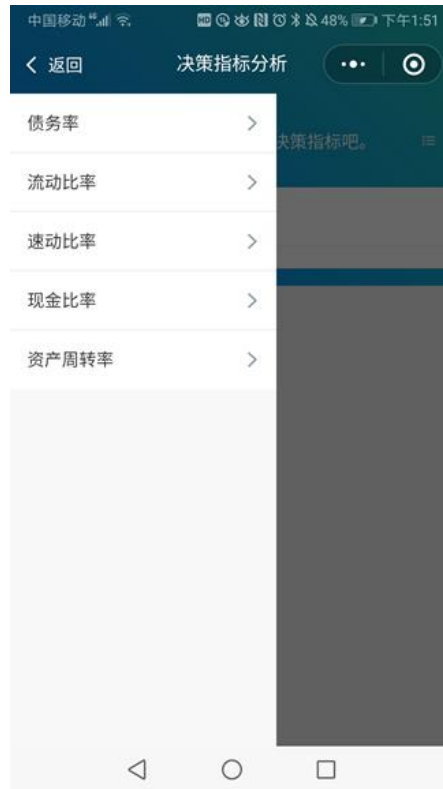 中国移动 48% 下午1:51
返回 决策指标分析
债务率
决策指标吧。
流动比率
速动比率
现金比率
资产周转率